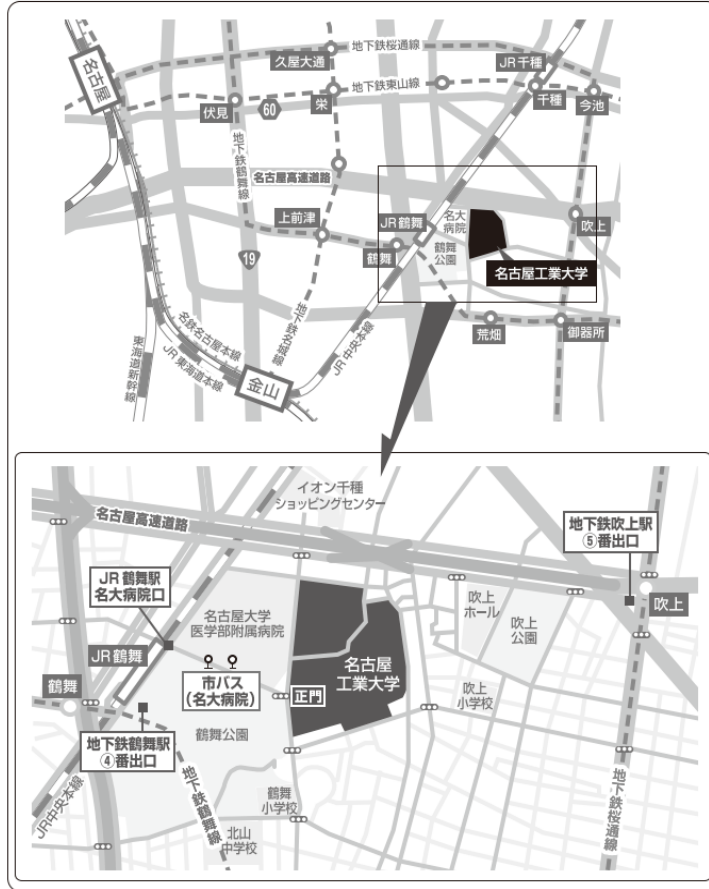 地下鉄桜通線
久屋大通
JR千種
名古屋
地下鉄東山線
伏見
60
栄
千種
今池
地下鉄鶴舞線
名古屋高速道路
上前津
JR鶴舞
名大
病院
吹上
鶴舞
鶴舞
公園
名古屋工業大学
19
地下鉄名城線
名鉄名古屋本線
JR東海道本線
東海道新幹線
JR中央本線
荒畑
御器所
金山
イオン千種
ショッピングセンター
名古屋高速道路
地下鉄吹上駅
⑤番出口
JR鶴舞駅
名大病院口
名古屋大学
医学部附属病院
吹上
ホール
吹上
公園
吹上
JR鶴舞
名古屋
工業大学
鶴舞
市バス
(名大病院)
正門
吹上
小学校
地下鉄鶴舞駅
④番出口
鶴舞公園
JR中央本線
地下鉄鶴舞線
鶴舞
小学校
地下鉄桜通線
北山
中学校